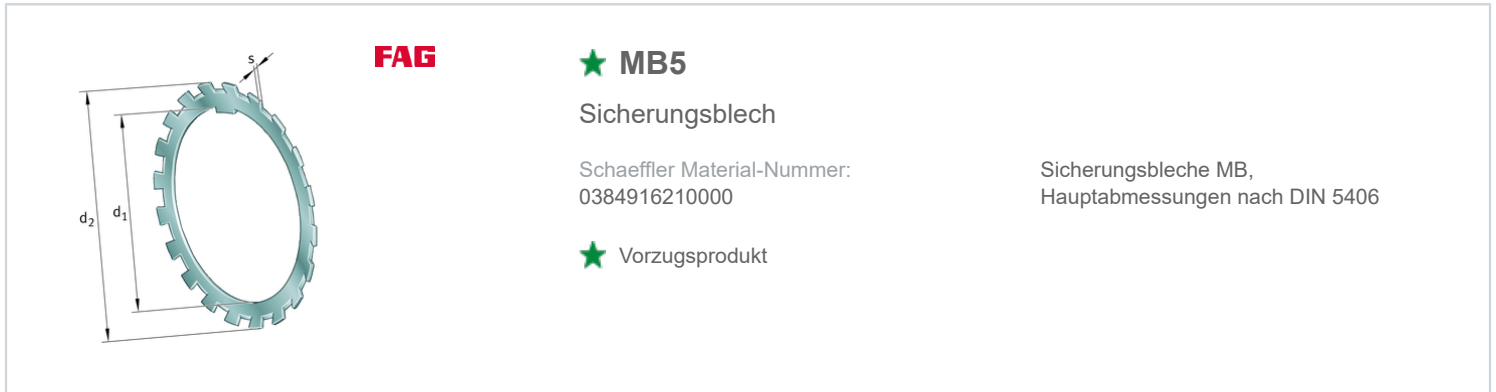 s
d2
d1
FAG
MB5
Sicherungsblech
Schaeffler Material-Nummer:
0384916210000
Sicherungsbleche MB,
Hauptabmessungen nach DIN 5406
Vorzugsprodukt